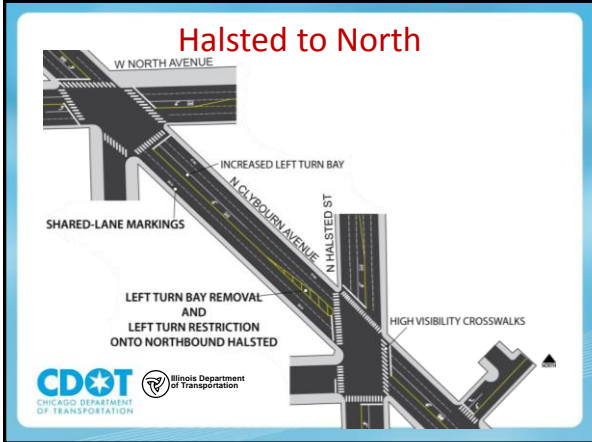 Halsted to North
W NORTH AVENUE
INCREASED LEFT TURN BAY
N CLYBOURN AVENUE
N HALSTED ST
SHARED-LANE MARKINGS
LEFT TURN BAY REMOVAL
AND
LEFT TURN RESTRICTION
ONTO NORTHBOUND HALSTED
HIGH VISIBILITY CROSSWALKS
CDOT
CHICAGO DEPARTMENT
OF TRANSPORTATION
Illinois Department
of Transportation